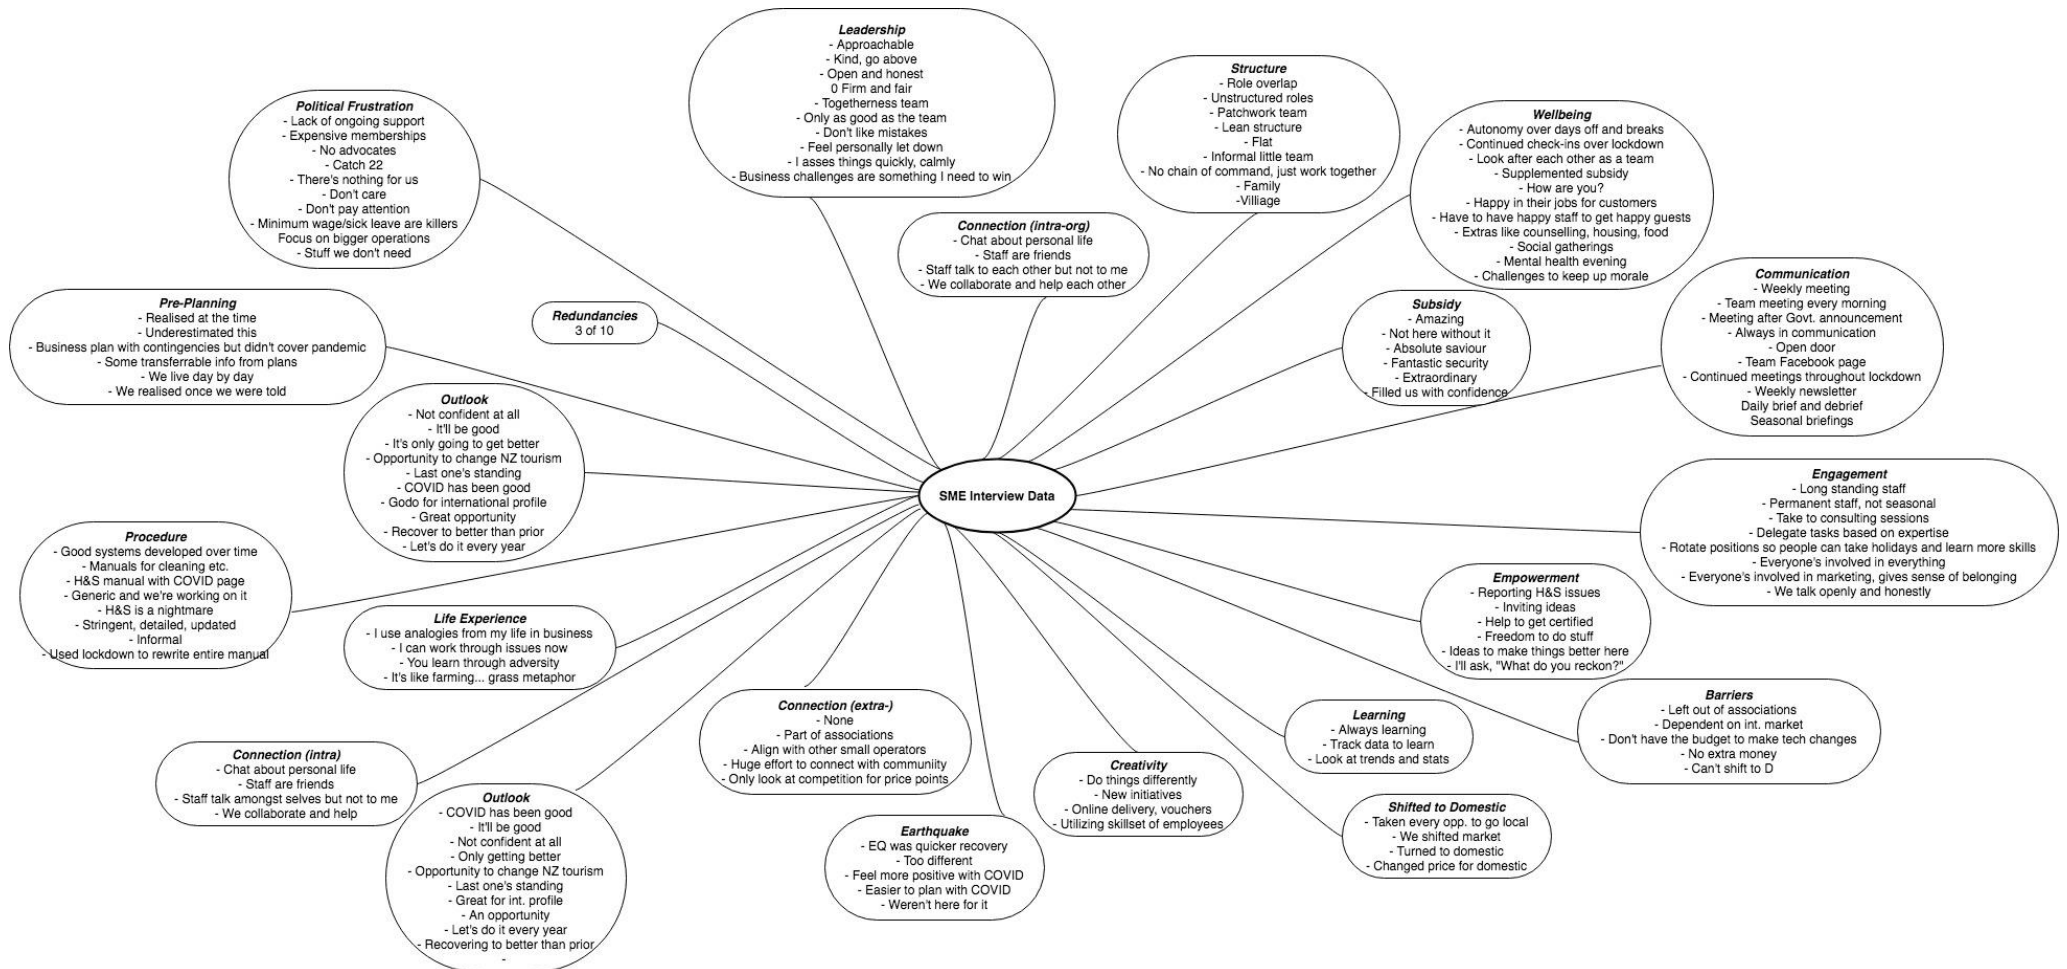 Leadership
- Approachable
- Kind, go above
- Open and honest
0 Firm and fair
- Togetherness team
- Only as good as the team
- Don't like mistakes
- Feel personally let down
- I asses things quickly, calmly
- Business challenges are something I need to win
Structure
- Role overlap
- Unstructured roles
- Patchwork team
- Lean structure
- Flat
- Informal little team
- No chain of command, just work together
- Family
-Villiage
Political Frustration
- Lack of ongoing support
- Expensive memberships
- No advocates
- Catch 22
- There's nothing for us
- Don't care
- Don't pay attention
- Minimum wage/sick leave are killers
Focus on bigger operations
- Stuff we don't need
Wellbeing
- Autonomy over days off and breaks
- Continued check-ins over lockdown
- Look after each other as a team
- Supplemented subsidy
- How are you?
- Happy in their jobs for customers
- Have to have happy staff to get happy guests
- Extras like counselling, housing, food
- Social gatherings
- Mental health evening
- Challenges to keep up morale
Connection (intra-org)
- Chat about personal life
- Staff are friends
- Staff talk to each other but not to me
- We collaborate and help each other
Communication
- Weekly meeting
- Team meeting every morning
- Meeting after Govt. announcement
- Always in communication
- Open door
- Team Facebook page
- Continued meetings throughout lockdown
- Weekly newsletter
Daily brief and debrief
Seasonal briefings
Pre-Planning
- Realised at the time
- Underestimated this
- Business plan with contingencies but didn't cover pandemic
- Some transferrable info from plans
- We live day by day
- We realised once we were told
Redundancies
3 of 10
Subsidy
- Amazing
- Not here without it
- Absolute saviour
- Fantastic security
- Extraordinary
- Filled us with confidence
Outlook
- Not confident at all
- It'll be good
- It's only going to get better
- Opportunity to change NZ tourism
- Last one's standing
- COVID has been good
- Godo for international profile
- Great opportunity
- Recover to better than prior
- Let's do it every year
SME Interview Data
Engagement
- Long standing staff
- Permanent staff, not seasonal
- Take to consulting sessions
- Delegate tasks based on expertise
- Rotate positions so people can take holidays and learn more skills
- Everyone's involved in everything
- Everyone's involved in marketing, gives sense of belonging
- We talk openly and honestly
Procedure
- Good systems developed over time
- Manuals for cleaning etc.
- H&S manual with COVID page
- Generic and we're working on it
- H&S is a nightmare
- Stringent, detailed, updated
- Informal
- Used lockdown to rewrite entire manual
Empowerment
- Reporting H&S issues
- Inviting ideas
- Help to get certified
- Freedom to do stuff
- Ideas to make things better here
- I'll ask, "What do you reckon?"
Life Experience
- I use analogies from my life in business
- I can work through issues now
- You learn through adversity
- It's like farming... grass metaphor
Connection (extra-)
- None
- Part of associations
- Align with other small operators
- Huge effort to connect with communiity
- Only look at competition for price points
Learning
- Always learning
- Track data to learn
- Look at trends and stats
Barriers
- Left out of associations
- Dependent on int. market
- Don't have the budget to make tech changes
- No extra money
- Can't shift to D
Connection (intra)
- Chat about personal life
- Staff are friends
- Staff talk amongst selves but not to me
- We collaborate and help
Creativity
- Do things differently
- New initiatives
- Online delivery, vouchers
- Utilizing skillset of employees
Outlook
- COVID has been good
- It'll be good
- Not confident at all
- Only getting better
- Opportunity to change NZ tourism
- Last one's standing
- Great for int. profile
- An opportunity
- Let's do it every year
- Recovering to better than prior
-
Shifted to Domestic
- Taken every opp. to go local
- We shifted market
- Turned to domestic
- Changed price for domestic
Earthquake
- EQ was quicker recovery
- Too different
- Feel more positive with COVID
- Easier to plan with COVID
- Weren't here for it